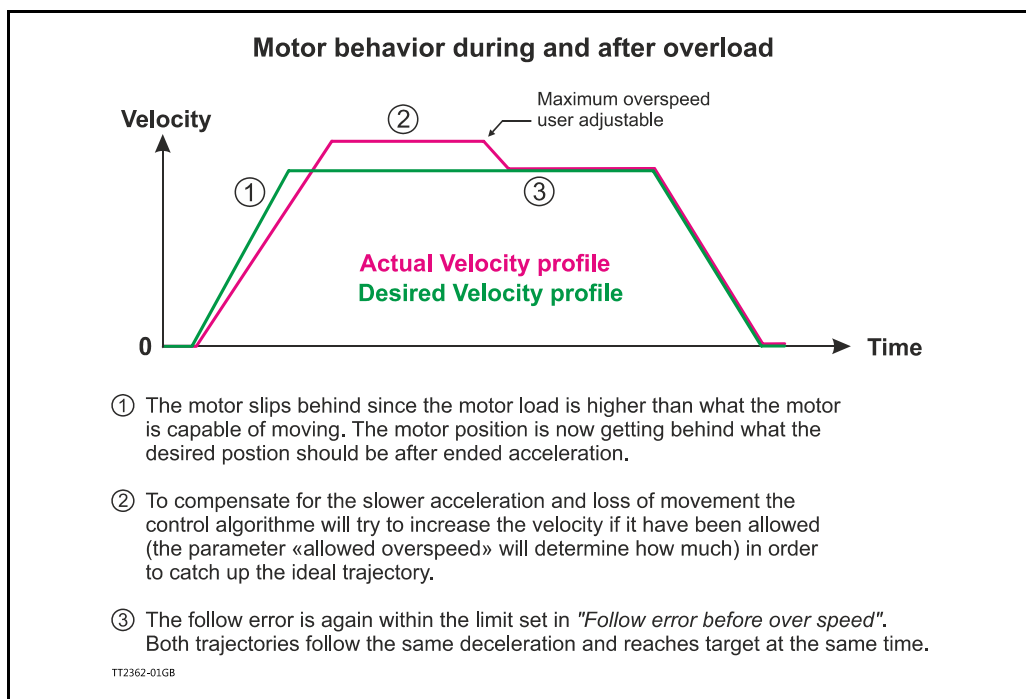 Motor behavior during and after overload
Maximum overspeed
user adjustable
Velocity
②
①
③
Actual Velocity profile
Desired Velocity profile
0
Time
① The motor slips behind since the motor load is higher than what the motor
is capable of moving. The motor position is now getting behind what the
desired postion should be after ended acceleration.
② To compensate for the slower acceleration and loss of movement the
control algorithme will try to increase the velocity if it have been allowed
(the parameter «allowed overspeed» will determine how much) in order
to catch up the ideal trajectory.
③ The follow error is again within the limit set in "Follow error before over speed".
Both trajectories follow the same deceleration and reaches target at the same time.
TT2362-01GB